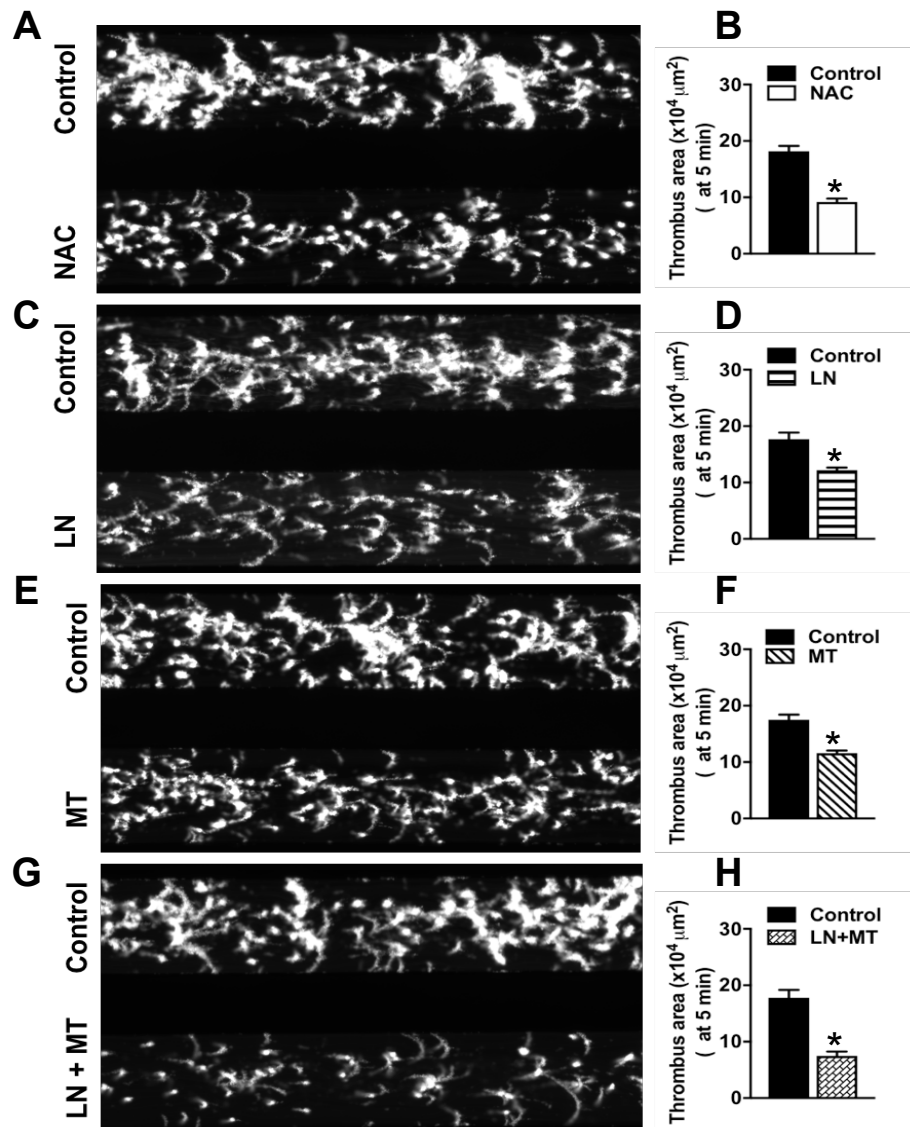 A
Control
NAC
B
Control
NAC
Thrombus area (x10⁴ μm²)
( at 5 min)
30
20
10
0
*
C
Control
LN
D
Control
LN
Thrombus area (x10⁴ μm²)
( at 5 min)
30
20
10
0
*
E
Control
MT
F
Control
MT
Thrombus area (x10⁴ μm²)
( at 5 min)
30
20
10
0
*
G
Control
LN + MT
H
Control
LN+MT
Thrombus area (x10⁴ μm²)
( at 5 min)
30
20
10
0
*